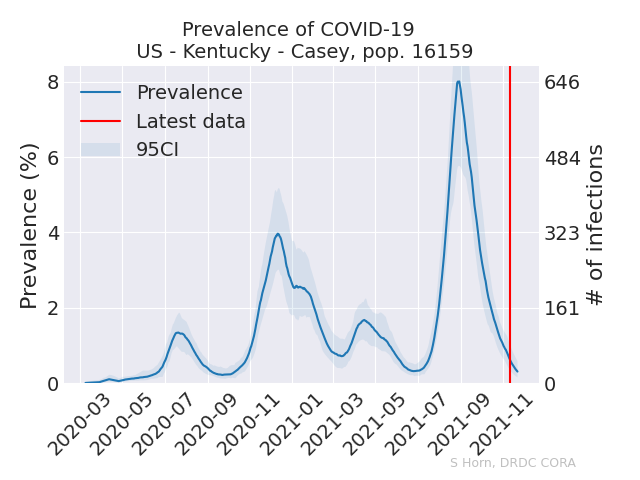 Prevalence of COVID-19
US - Kentucky - Casey, pop. 16159
Prevalence
Latest data
95CI
Prevalence (%)
8
6
4
2
0
646
484
323
161
0
# of infections
2020-03
2020-05
2020-07
2020-09
2020-11
2021-01
2021-03
2021-05
2021-07
2021-09
2021-11
S Horn, DRDC CORA